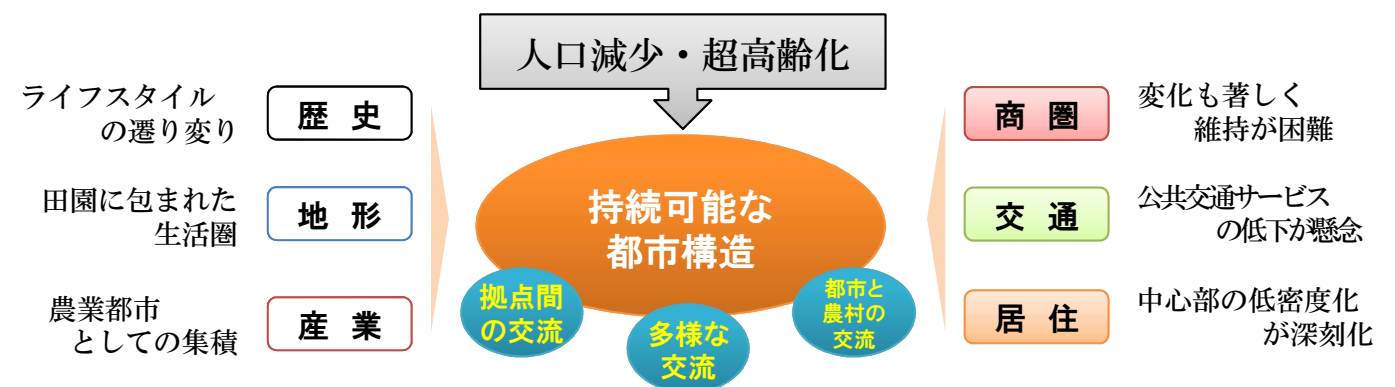 人口減少・超高齢化
ライフスタイル
の遷り変り
歴 史
田園に包まれた
生活圏
地 形
農業都市
としての集積
産 業
持続可能な
都市構造
拠点間
の交流
多様な
交流
都市と
農村の
交流
商 圏
変化も著しく
維持が困難
交 通
公共交通サービス
の低下が懸念
居 住
中心部の低密度化
が深刻化